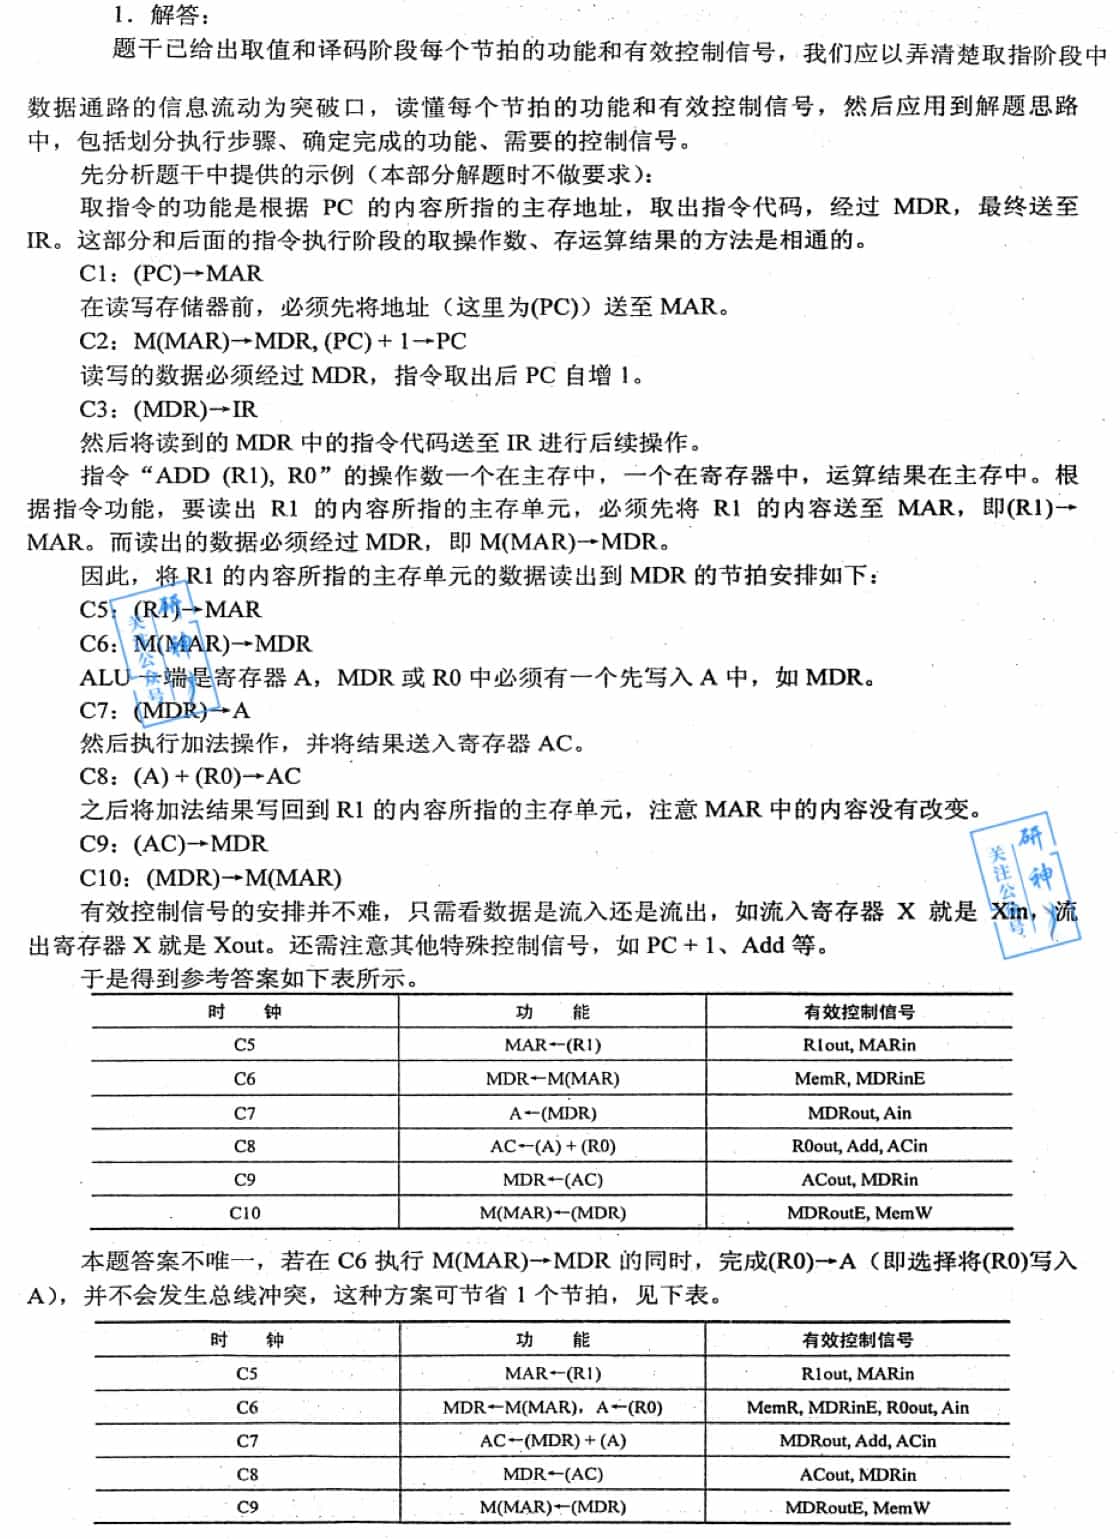 1．解答：
题干已给出取值和译码阶段每个节拍的功能和有效控制信号，我们应以弄清楚取指阶段中
数据通路的信息流动为突破口，读懂每个节拍的功能和有效控制信号，然后应用到解题思路
中，包括划分执行步骤、确定完成的功能、需要的控制信号。
先分析题干中提供的示例（本部分解题时不做要求）：
取指令的功能是根据 PC 的内容所指的主存地址，取出指令代码，经过 MDR，最终送至
IR。这部分和后面的指令执行阶段的取操作数、存运算结果的方法是相通的。
C1：(PC)→MAR
在读写存储器前，必须先将地址（这里为(PC)）送至 MAR。
C2：M(MAR)→MDR, (PC) + 1→PC
读写的数据必须经过 MDR，指令取出后 PC 自增 1。
C3：(MDR)→IR
然后将读到的 MDR 中的指令代码送至 IR 进行后续操作。
指令“ADD (R1), R0”的操作数一个在主存中，一个在寄存器中，运算结果在主存中。根
据指令功能，要读出 R1 的内容所指的主存单元，必须先将 R1 的内容送至 MAR，即(R1)→
MAR。而读出的数据必须经过 MDR，即 M(MAR)→MDR。
因此，将 R1 的内容所指的主存单元的数据读出到 MDR 的节拍安排如下：
C5：(R1)→MAR
C6：M(MAR)→MDR
ALU 一端是寄存器 A，MDR 或 R0 中必须有一个先写入 A 中，如 MDR。
C7：(MDR)→A
然后执行加法操作，并将结果送入寄存器 AC。
C8：(A) + (R0)→AC
之后将加法结果写回到 R1 的内容所指的主存单元，注意 MAR 中的内容没有改变。
C9：(AC)→MDR
C10：(MDR)→M(MAR)
有效控制信号的安排并不难，只需看数据是流入还是流出，如流入寄存器 X 就是 Xin，流
出寄存器 X 就是 Xout。还需注意其他特殊控制信号，如 PC + 1、Add 等。
于是得到参考答案如下表所示。
时 钟 功 能 有效控制信号
C5 MAR←(R1) R1out, MARin
C6 MDR←M(MAR) MemR, MDRinE
C7 A←(MDR) MDRout, Ain
C8 AC←(A) + (R0) R0out, Add, ACin
C9 MDR←(AC) ACout, MDRin
C10 M(MAR)←(MDR) MDRoutE, MemW
本题答案不唯一，若在 C6 执行 M(MAR)→MDR 的同时，完成(R0)→A（即选择将(R0)写入
A），并不会发生总线冲突，这种方案可节省 1 个节拍，见下表。
时 钟 功 能 有效控制信号
C5 MAR←(R1) R1out, MARin
C6 MDR←M(MAR)，A←(R0) MemR, MDRinE, R0out, Ain
C7 AC←(MDR) + (A) MDRout, Add, ACin
C8 MDR←(AC) ACout, MDRin
C9 M(MAR)←(MDR) MDRoutE, MemW
关注公众号
研神
关注公众号
研神